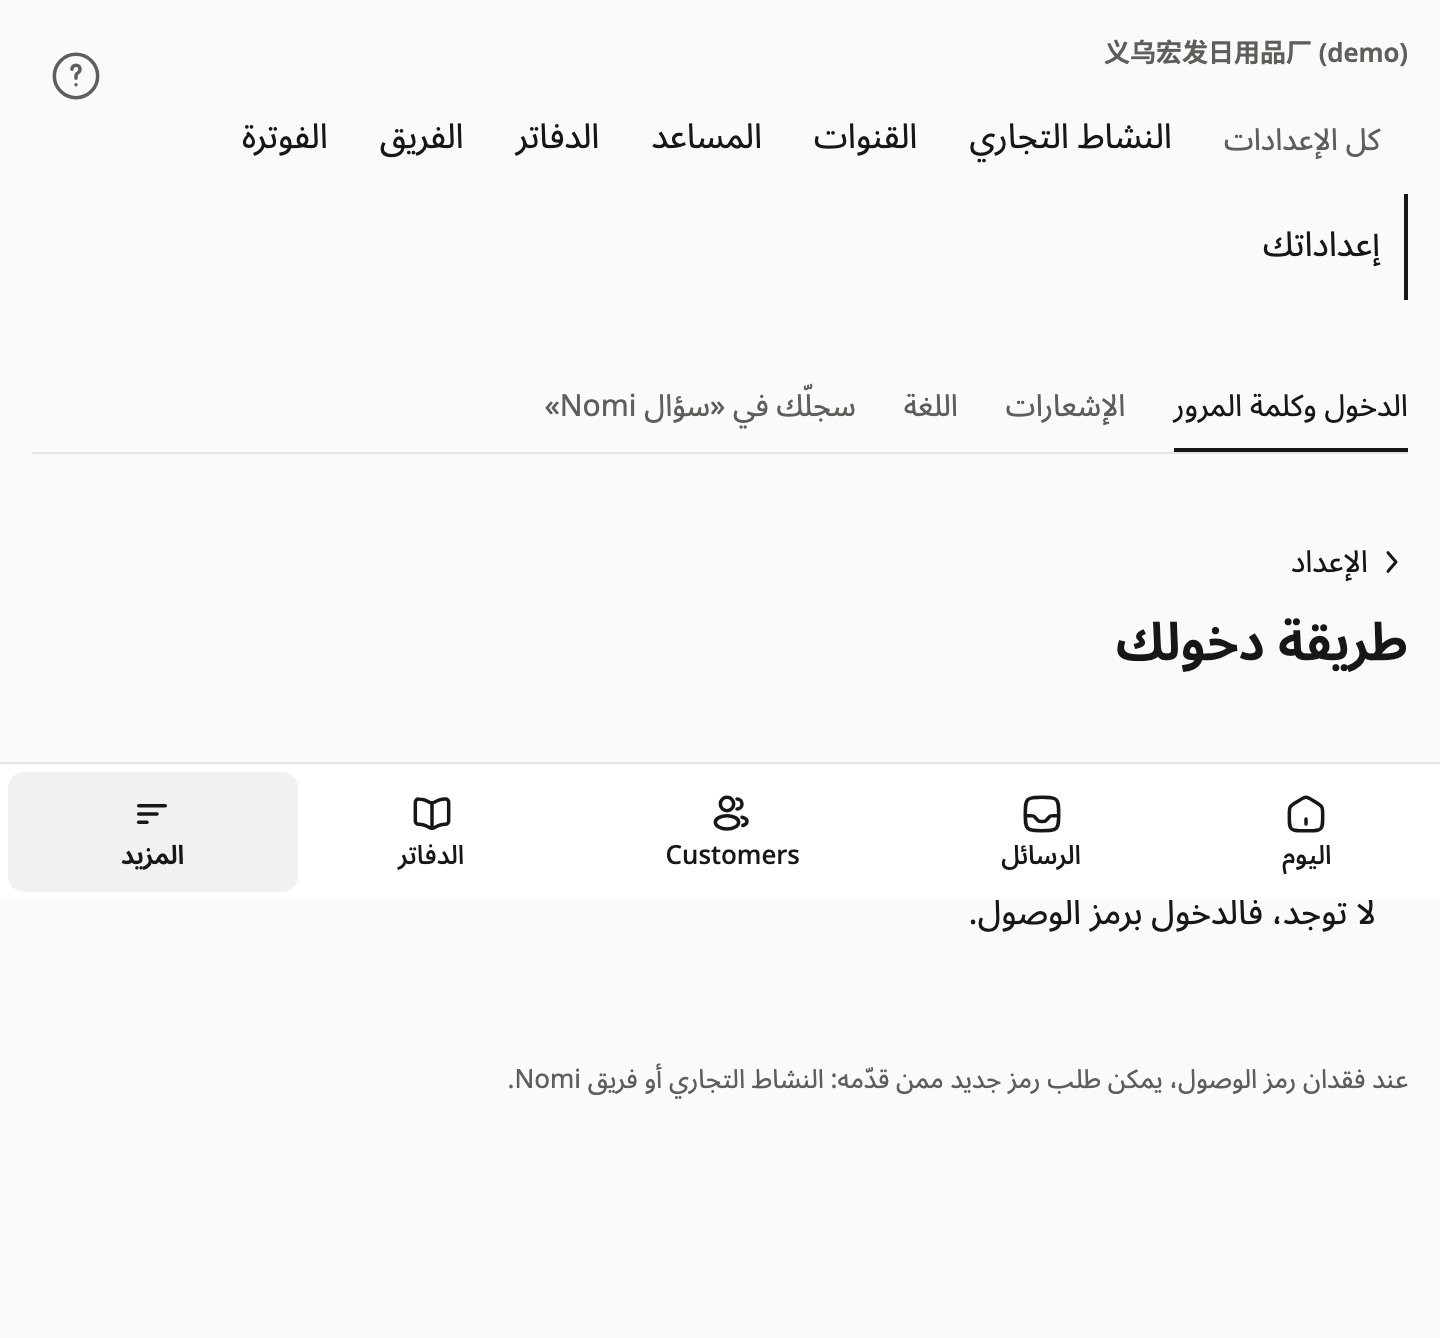 义乌宏发日用品厂 (demo)
كل الإعدادات النشاط التجاري القنوات المساعد الدفاتر الفريق الفوترة
إعداداتك
الدخول وكلمة المرور الإشعارات اللغة سجلّك في «سؤال Nomi»
الإعداد
طريقة دخولك
اليوم الرسائل Customers الدفاتر المزيد
لا توجد، فالدخول برمز الوصول.
عند فقدان رمز الوصول، يمكن طلب رمز جديد ممن قدّمه: النشاط التجاري أو فريق Nomi.